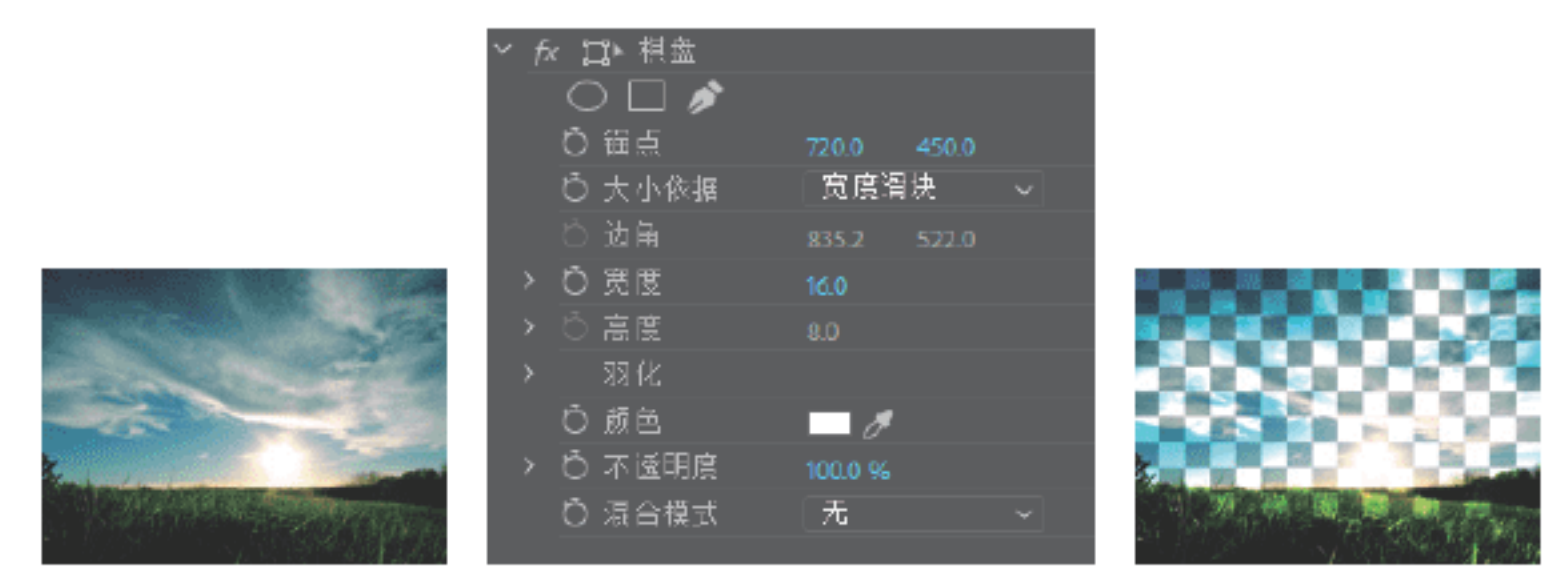 fx 棋盘
锚点 720.0 450.0
大小依据 宽度滑块
边角 835.2 522.0
宽度 16.0
高度 8.0
羽化
颜色
不透明度 100.0 %
混合模式 无